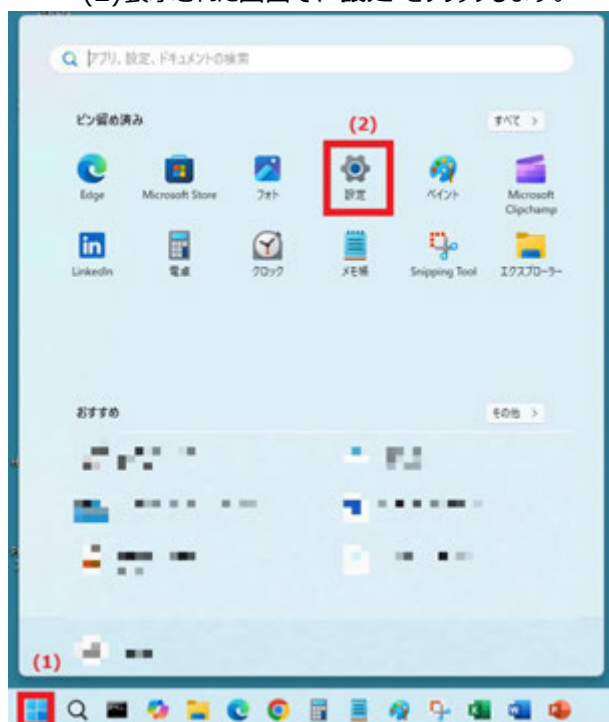 (2)表示された画面で、"設定"をクリックします。
アプリ、設定、ドキュメントの検索
ピン留め済み
(2)
すべて >
Edge
Microsoft Store
フォト
設定
ペイント
Microsoft Clipchamp
LinkedIn
電卓
クロック
メモ帳
Snipping Tool
エクスプローラー
おすすめ
その他 >
(1)